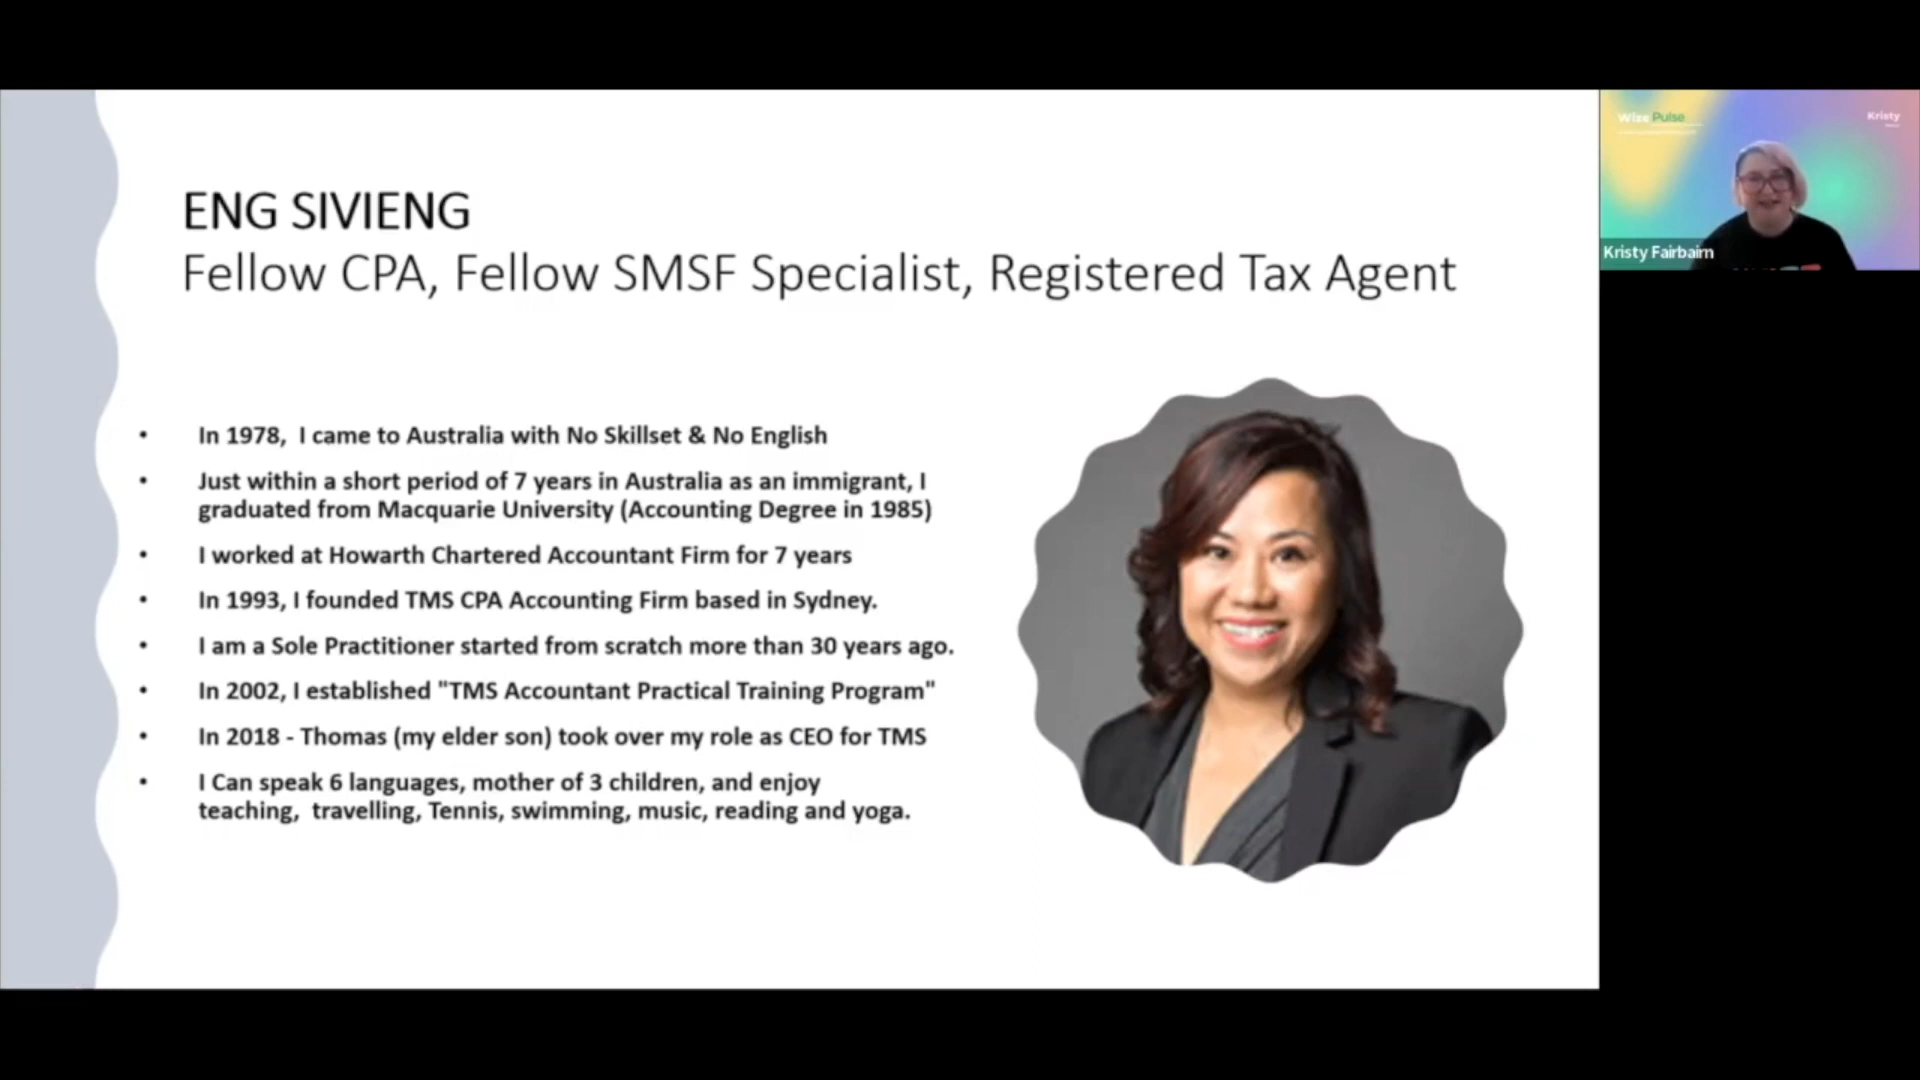 ENG SIVIENG
Fellow CPA, Fellow SMSF Specialist, Registered Tax Agent
• In 1978, I came to Australia with No Skillset & No English
• Just within a short period of 7 years in Australia as an immigrant, I
graduated from Macquarie University (Accounting Degree in 1985)
• I worked at Howarth Chartered Accountant Firm for 7 years
• In 1993, I founded TMS CPA Accounting Firm based in Sydney.
• I am a Sole Practitioner started from scratch more than 30 years ago.
• In 2002, I established "TMS Accountant Practical Training Program"
• In 2018 - Thomas (my elder son) took over my role as CEO for TMS
• I Can speak 6 languages, mother of 3 children, and enjoy
teaching, travelling, Tennis, swimming, music, reading and yoga.
Wize Pulse
Kristy
Kristy Fairbairn